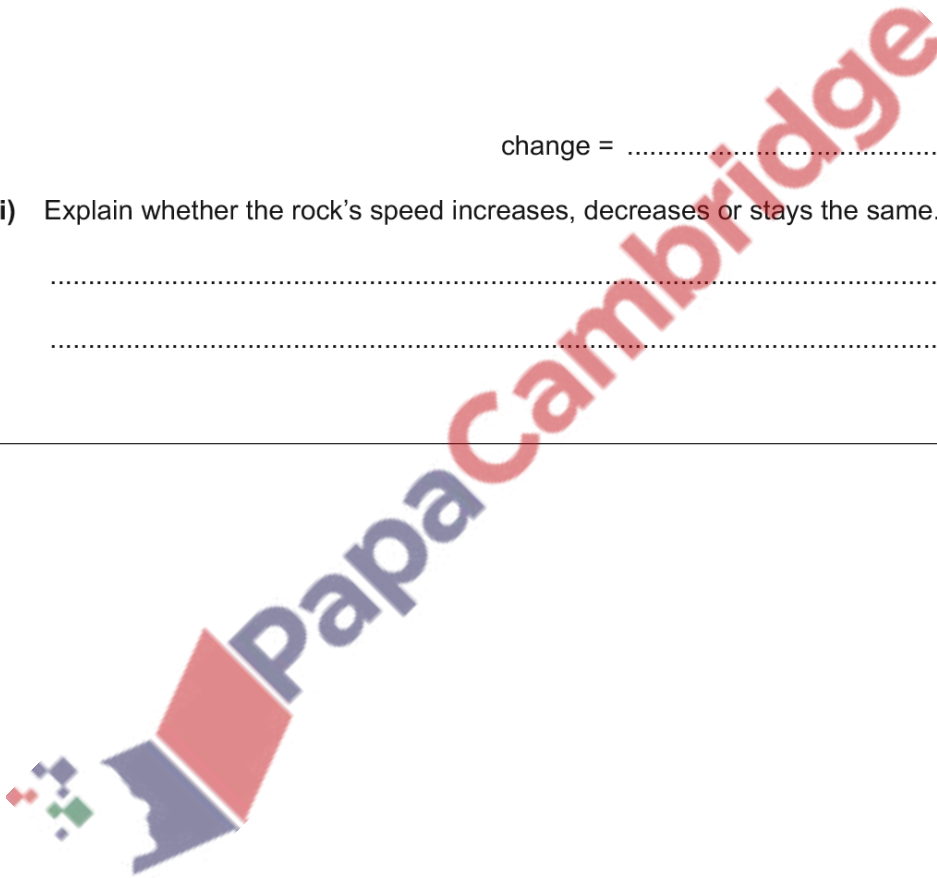 change = ........................................
i) Explain whether the rock's speed increases, decreases or stays the same.
....................................................................................................................
....................................................................................................................
PapaCambridge